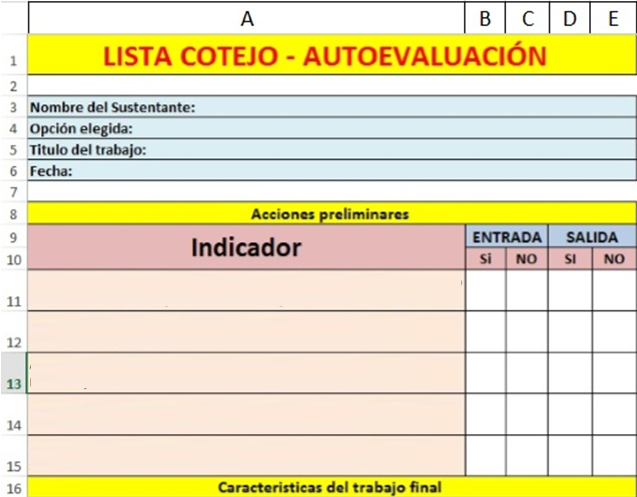 A B C D E
1 LISTA COTEJO - AUTOEVALUACIÓN
2
3 Nombre del Sustentante:
4 Opción elegida:
5 Titulo del trabajo:
6 Fecha:
7
8 Acciones preliminares
9 Indicador ENTRADA SALIDA
10 Si NO SI NO
11
12
13
14
15
16 Caracteristicas del trabajo final